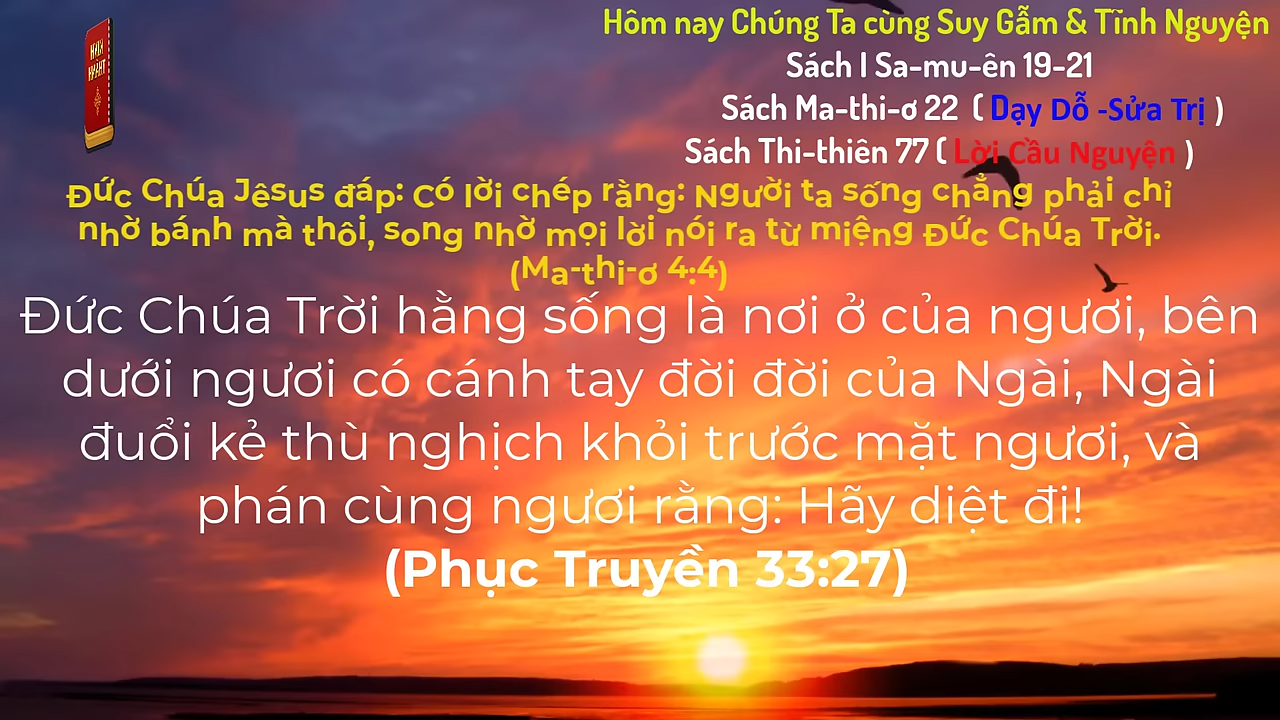 Hôm nay Chúng Ta cùng Suy Gẫm & Tĩnh Nguyện
Sách I Sa-mu-ên 19-21
Sách Ma-thi-ơ 22 ( Dạy Dỗ -Sửa Trị )
Sách Thi-thiên 77 ( Lời Cầu Nguyện )
Đức Chúa Jêsus đáp: Có lời chép rằng: Người ta sống chẳng phải chỉ
nhờ bánh mà thôi, song nhờ mọi lời nói ra từ miệng Đức Chúa Trời.
(Ma-thi-ơ 4:4)
Đức Chúa Trời hằng sống là nơi ở của ngươi, bên
dưới ngươi có cánh tay đời đời của Ngài, Ngài
đuổi kẻ thù nghịch khỏi trước mặt ngươi, và
phán cùng ngươi rằng: Hãy diệt đi!
(Phục Truyền 33:27)